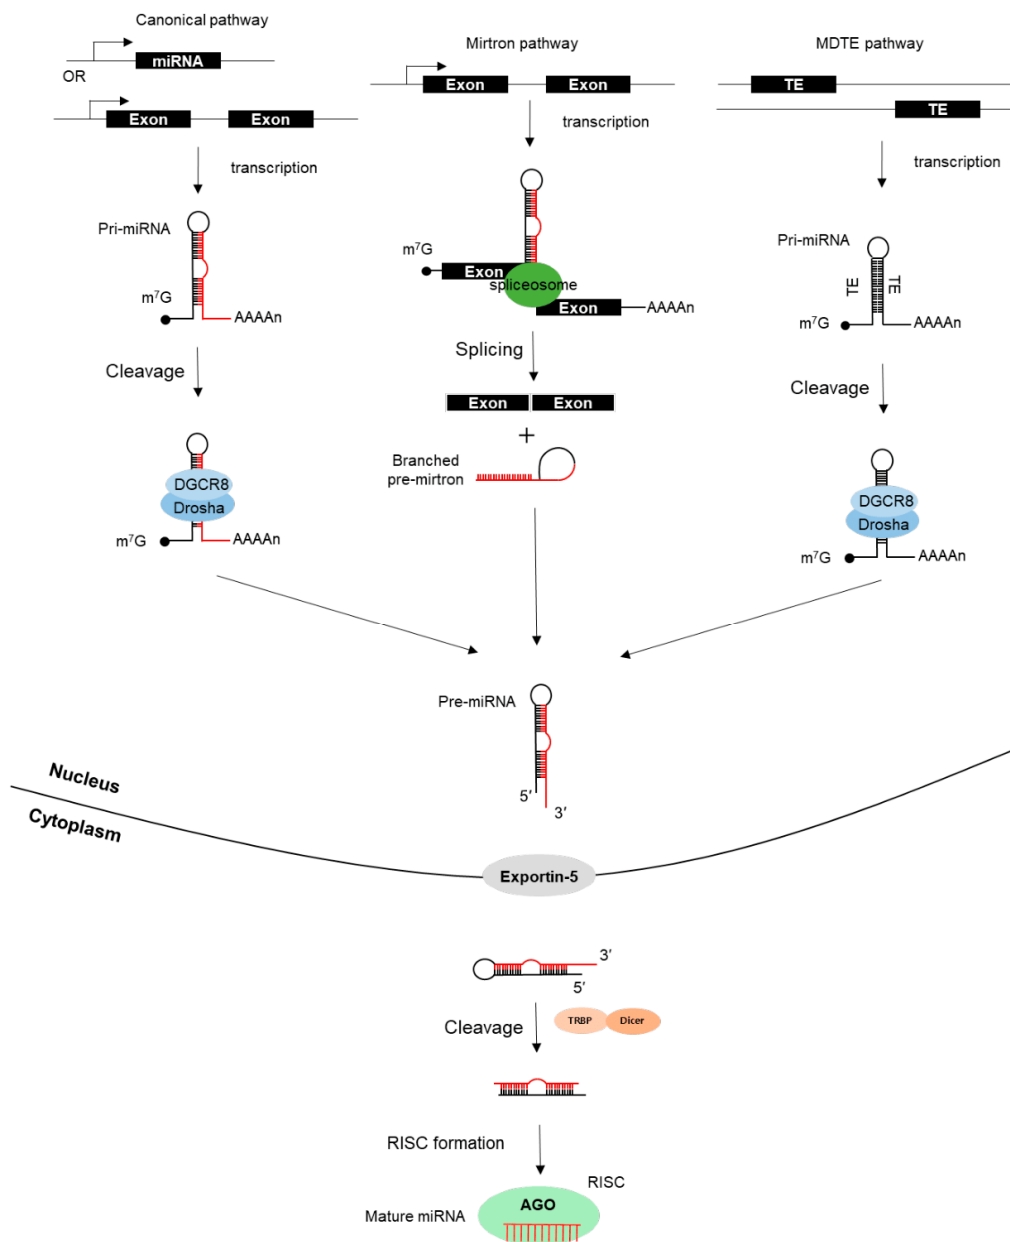 Canonical pathway
miRNA
OR
Exon Exon
transcription
Pri-miRNA
m⁷G
AAAAn
Cleavage
DGCR8
Drosha
m⁷G
AAAAn
Mirtron pathway
Exon Exon
transcription
m⁷G
Exon
spliceosome
Exon
AAAAn
Splicing
Exon Exon
+
Branched
pre-mirtron
MDTE pathway
TE
TE
transcription
Pri-miRNA
TE TE
m⁷G
AAAAn
Cleavage
DGCR8
Drosha
m⁷G
AAAAn
Pre-miRNA
5′
3′
Nucleus
Cytoplasm
Exportin-5
3′
5′
Cleavage
TRBP Dicer
RISC formation
RISC
AGO
Mature miRNA